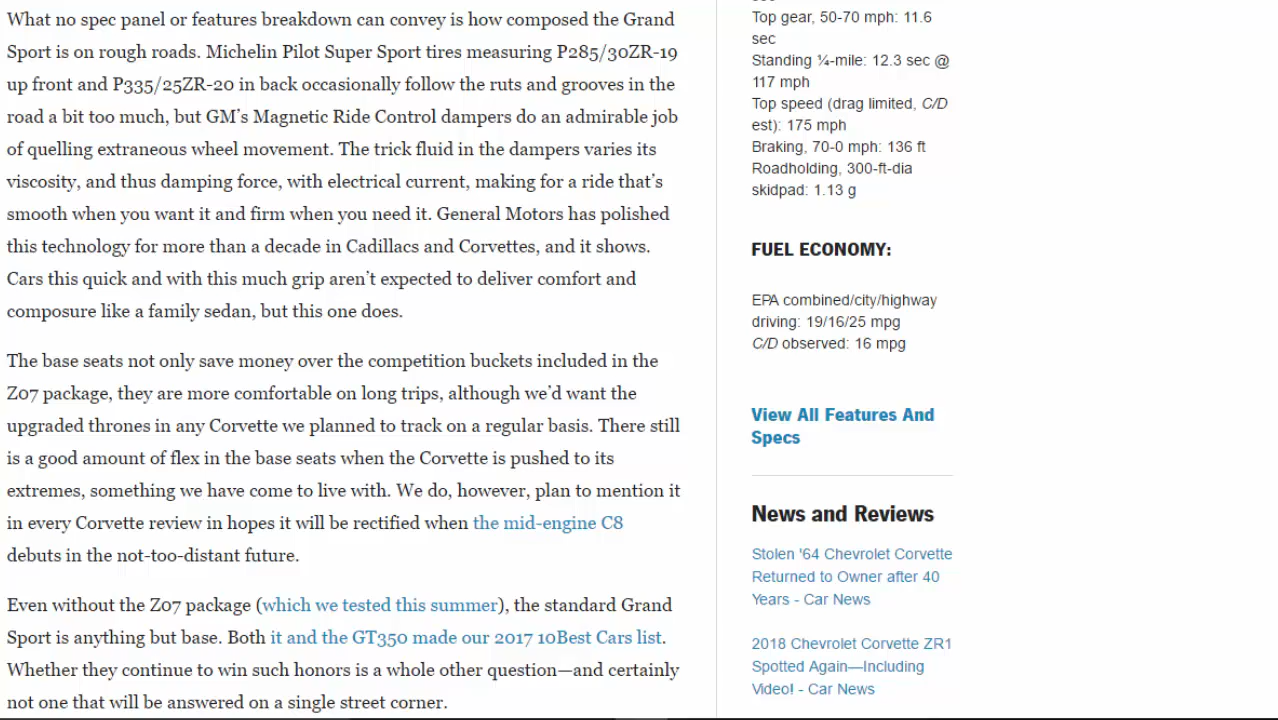 What no spec panel or features breakdown can convey is how composed the Grand
Sport is on rough roads. Michelin Pilot Super Sport tires measuring P285/30ZR-19
up front and P335/25ZR-20 in back occasionally follow the ruts and grooves in the
road a bit too much, but GM’s Magnetic Ride Control dampers do an admirable job
of quelling extraneous wheel movement. The trick fluid in the dampers varies its
viscosity, and thus damping force, with electrical current, making for a ride that’s
smooth when you want it and firm when you need it. General Motors has polished
this technology for more than a decade in Cadillacs and Corvettes, and it shows.
Cars this quick and with this much grip aren’t expected to deliver comfort and
composure like a family sedan, but this one does.
The base seats not only save money over the competition buckets included in the
Z07 package, they are more comfortable on long trips, although we’d want the
upgraded thrones in any Corvette we planned to track on a regular basis. There still
is a good amount of flex in the base seats when the Corvette is pushed to its
extremes, something we have come to live with. We do, however, plan to mention it
in every Corvette review in hopes it will be rectified when the mid-engine C8
debuts in the not-too-distant future.
Even without the Z07 package (which we tested this summer), the standard Grand
Sport is anything but base. Both it and the GT350 made our 2017 10Best Cars list.
Whether they continue to win such honors is a whole other question—and certainly
not one that will be answered on a single street corner.
Top gear, 50-70 mph: 11.6
sec
Standing ¼-mile: 12.3 sec @
117 mph
Top speed (drag limited, C/D
est): 175 mph
Braking, 70-0 mph: 136 ft
Roadholding, 300-ft-dia
skidpad: 1.13 g
FUEL ECONOMY:
EPA combined/city/highway
driving: 19/16/25 mpg
C/D observed: 16 mpg
View All Features And
Specs
News and Reviews
Stolen '64 Chevrolet Corvette
Returned to Owner after 40
Years - Car News
2018 Chevrolet Corvette ZR1
Spotted Again—Including
Video! - Car News